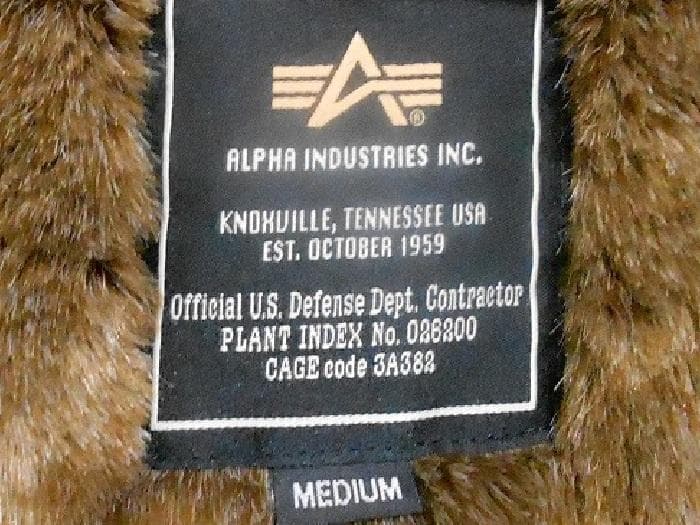 ALPHA INDUSTRIES INC.
KNOXVILLE, TENNESSEE USA
EST. OCTOBER 1959
Official U.S. Defense Dept. Contractor
PLANT INDEX No. 026200
CAGE code 3A382
MEDIUM